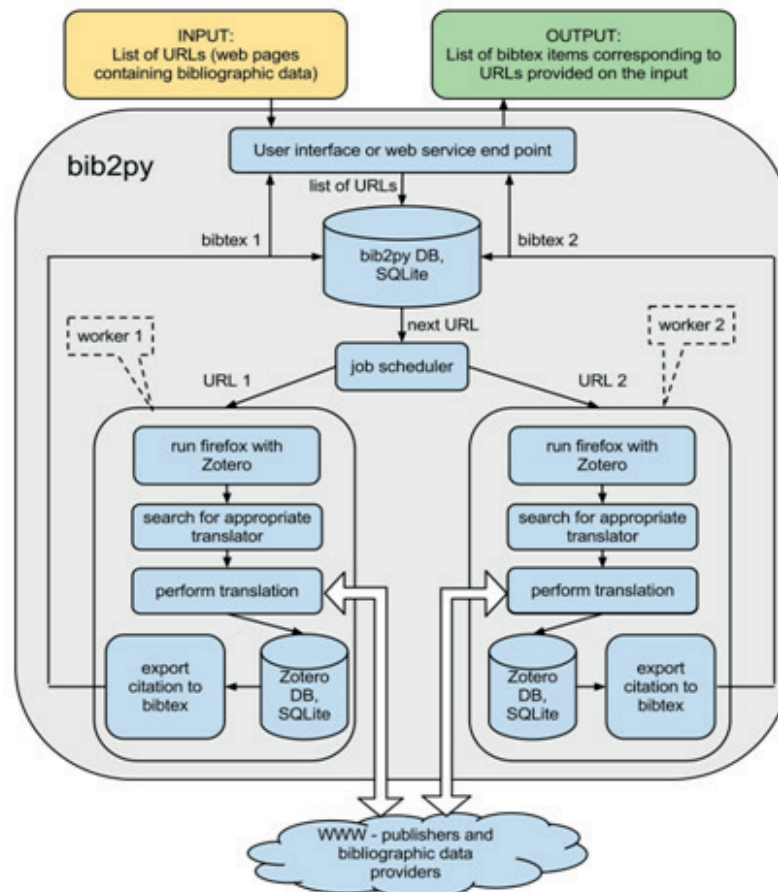 INPUT:
List of URLs (web pages
containing bibliographic data)
OUTPUT:
List of bibtex items corresponding to
URLs provided on the input
bib2py
User interface or web service end point
list of URLs
bibtex 1
bibtex 2
bib2py DB,
SQLite
next URL
worker 1
worker 2
job scheduler
URL 1
URL 2
run firefox with
Zotero
search for appropriate
translator
perform translation
export
citation to
bibtex
Zotero
DB,
SQLite
run firefox with
Zotero
search for appropriate
translator
perform translation
Zotero
DB,
SQLite
export
citation to
bibtex
WWW - publishers and
bibliographic data
providers